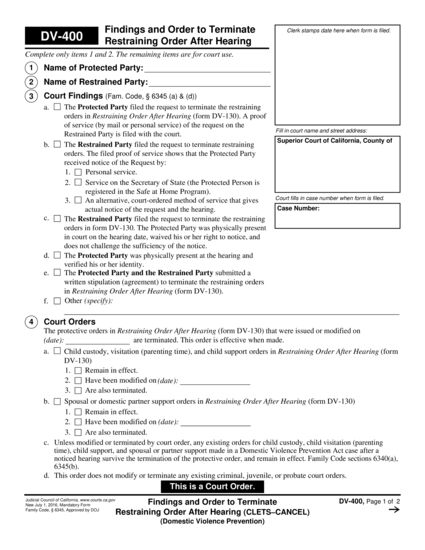 DV-400
Findings and Order to Terminate
Restraining Order After Hearing
Clerk stamps date here when form is filed.
Complete only items 1 and 2. The remaining items are for court use.
1 Name of Protected Party:
2 Name of Restrained Party:
3 Court Findings (Fam. Code, § 6345 (a) & (d))
a. The Protected Party filed the request to terminate the restraining
orders in Restraining Order After Hearing (form DV-130). A proof
of service (by mail or personal service) of the request on the
Restrained Party is filed with the court.
b. The Restrained Party filed the request to terminate restraining
orders. The filed proof of service shows that the Protected Party
received notice of the Request by:
1. Personal service.
2. Service on the Secretary of State (the Protected Person is
registered in the Safe at Home Program).
3. An alternative, court-ordered method of service that gives
actual notice of the request and the hearing.
c. The Restrained Party filed the request to terminate the restraining
orders in form DV-130. The Protected Party was physically present
in court on the hearing date, waived his or her right to notice, and
does not challenge the sufficiency of the notice.
d. The Protected Party was physically present at the hearing and
verified his or her identity.
e. The Protected Party and the Restrained Party submitted a
written stipulation (agreement) to terminate the restraining orders
in Restraining Order After Hearing (form DV-130).
f. Other (specify):
Fill in court name and street address:
Superior Court of California, County of
Court fills in case number when form is filed.
Case Number:
4 Court Orders
The protective orders in Restraining Order After Hearing (form DV-130) that were issued or modified on
(date): are terminated. This order is effective when made.
a. Child custody, visitation (parenting time), and child support orders in Restraining Order After Hearing (form
DV-130)
1. Remain in effect.
2. Have been modified on (date):
3. Are also terminated.
b. Spousal or domestic partner support orders in Restraining Order After Hearing (form DV-130)
1. Remain in effect.
2. Have been modified on (date):
3. Are also terminated.
c. Unless modified or terminated by court order, any existing orders for child custody, child visitation (parenting
time), child support, and spousal or partner support made in a Domestic Violence Prevention Act case after a
noticed hearing survive the termination of the protective order, and remain in effect. Family Code sections 6340(a),
6345(b).
d. This order does not modify or terminate any existing criminal, juvenile, or probate court orders.
This is a Court Order.
Judicial Council of California, www.courts.ca.gov
New July 1, 2016, Mandatory Form
Family Code, § 6345, Approved by DOJ
Findings and Order to Terminate
Restraining Order After Hearing (CLETS–CANCEL)
(Domestic Violence Prevention)
DV-400, Page 1 of 2